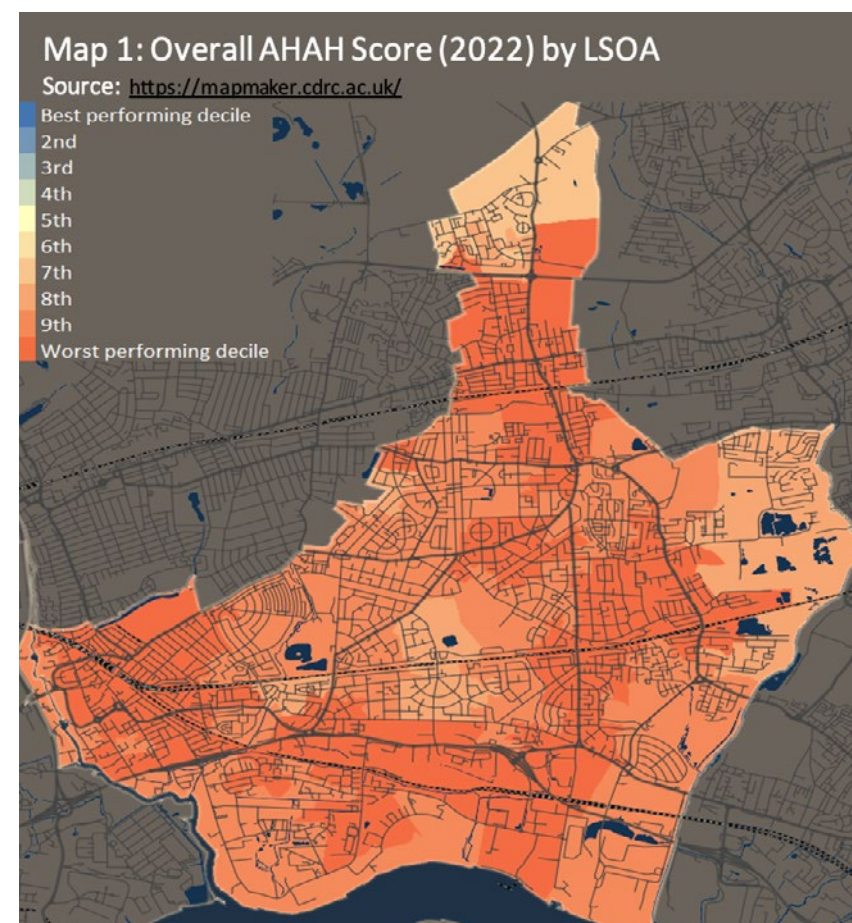 Map 1: Overall AHAH Score (2022) by LSOA
Source: https://mapmaker.cdrc.ac.uk/
Best performing decile
2nd
3rd
4th
5th
6th
7th
8th
9th
Worst performing decile